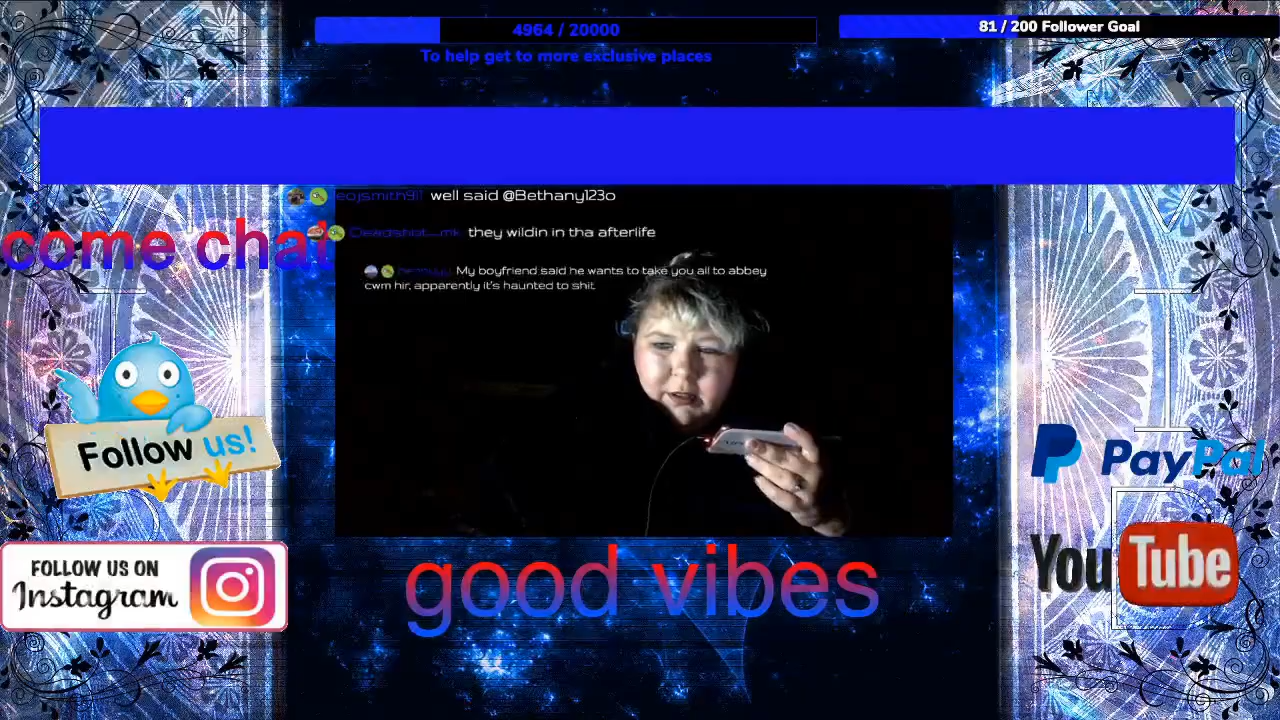 4964 / 20000
81 / 200 Follower Goal
To help get to more exclusive places
eojsmith911 well said @Bethany123o
come chat
Deadshot__mk they wildin in tha afterlife
My boyfriend said he wants to take you all to abbey
cwm hir, apparently it's haunted to shit.
Follow us!
PayPal
FOLLOW US ON
Instagram
YouTube
good vibes